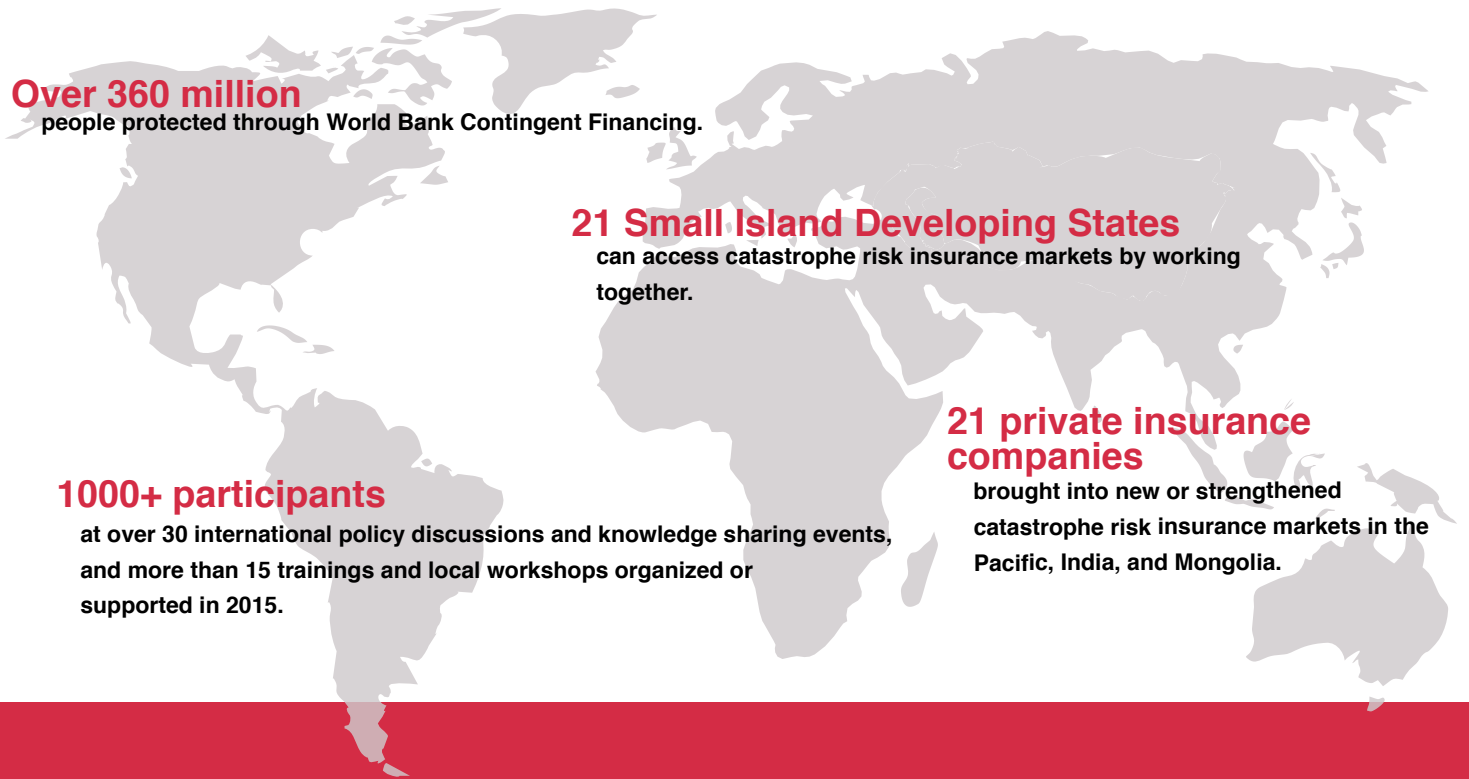 Over 360 million
people protected through World Bank Contingent Financing.
21 Small Island Developing States
can access catastrophe risk insurance markets by working
together.
21 private insurance
companies
brought into new or strengthened
catastrophe risk insurance markets in the
Pacific, India, and Mongolia.
1000+ participants
at over 30 international policy discussions and knowledge sharing events,
and more than 15 trainings and local workshops organized or
supported in 2015.